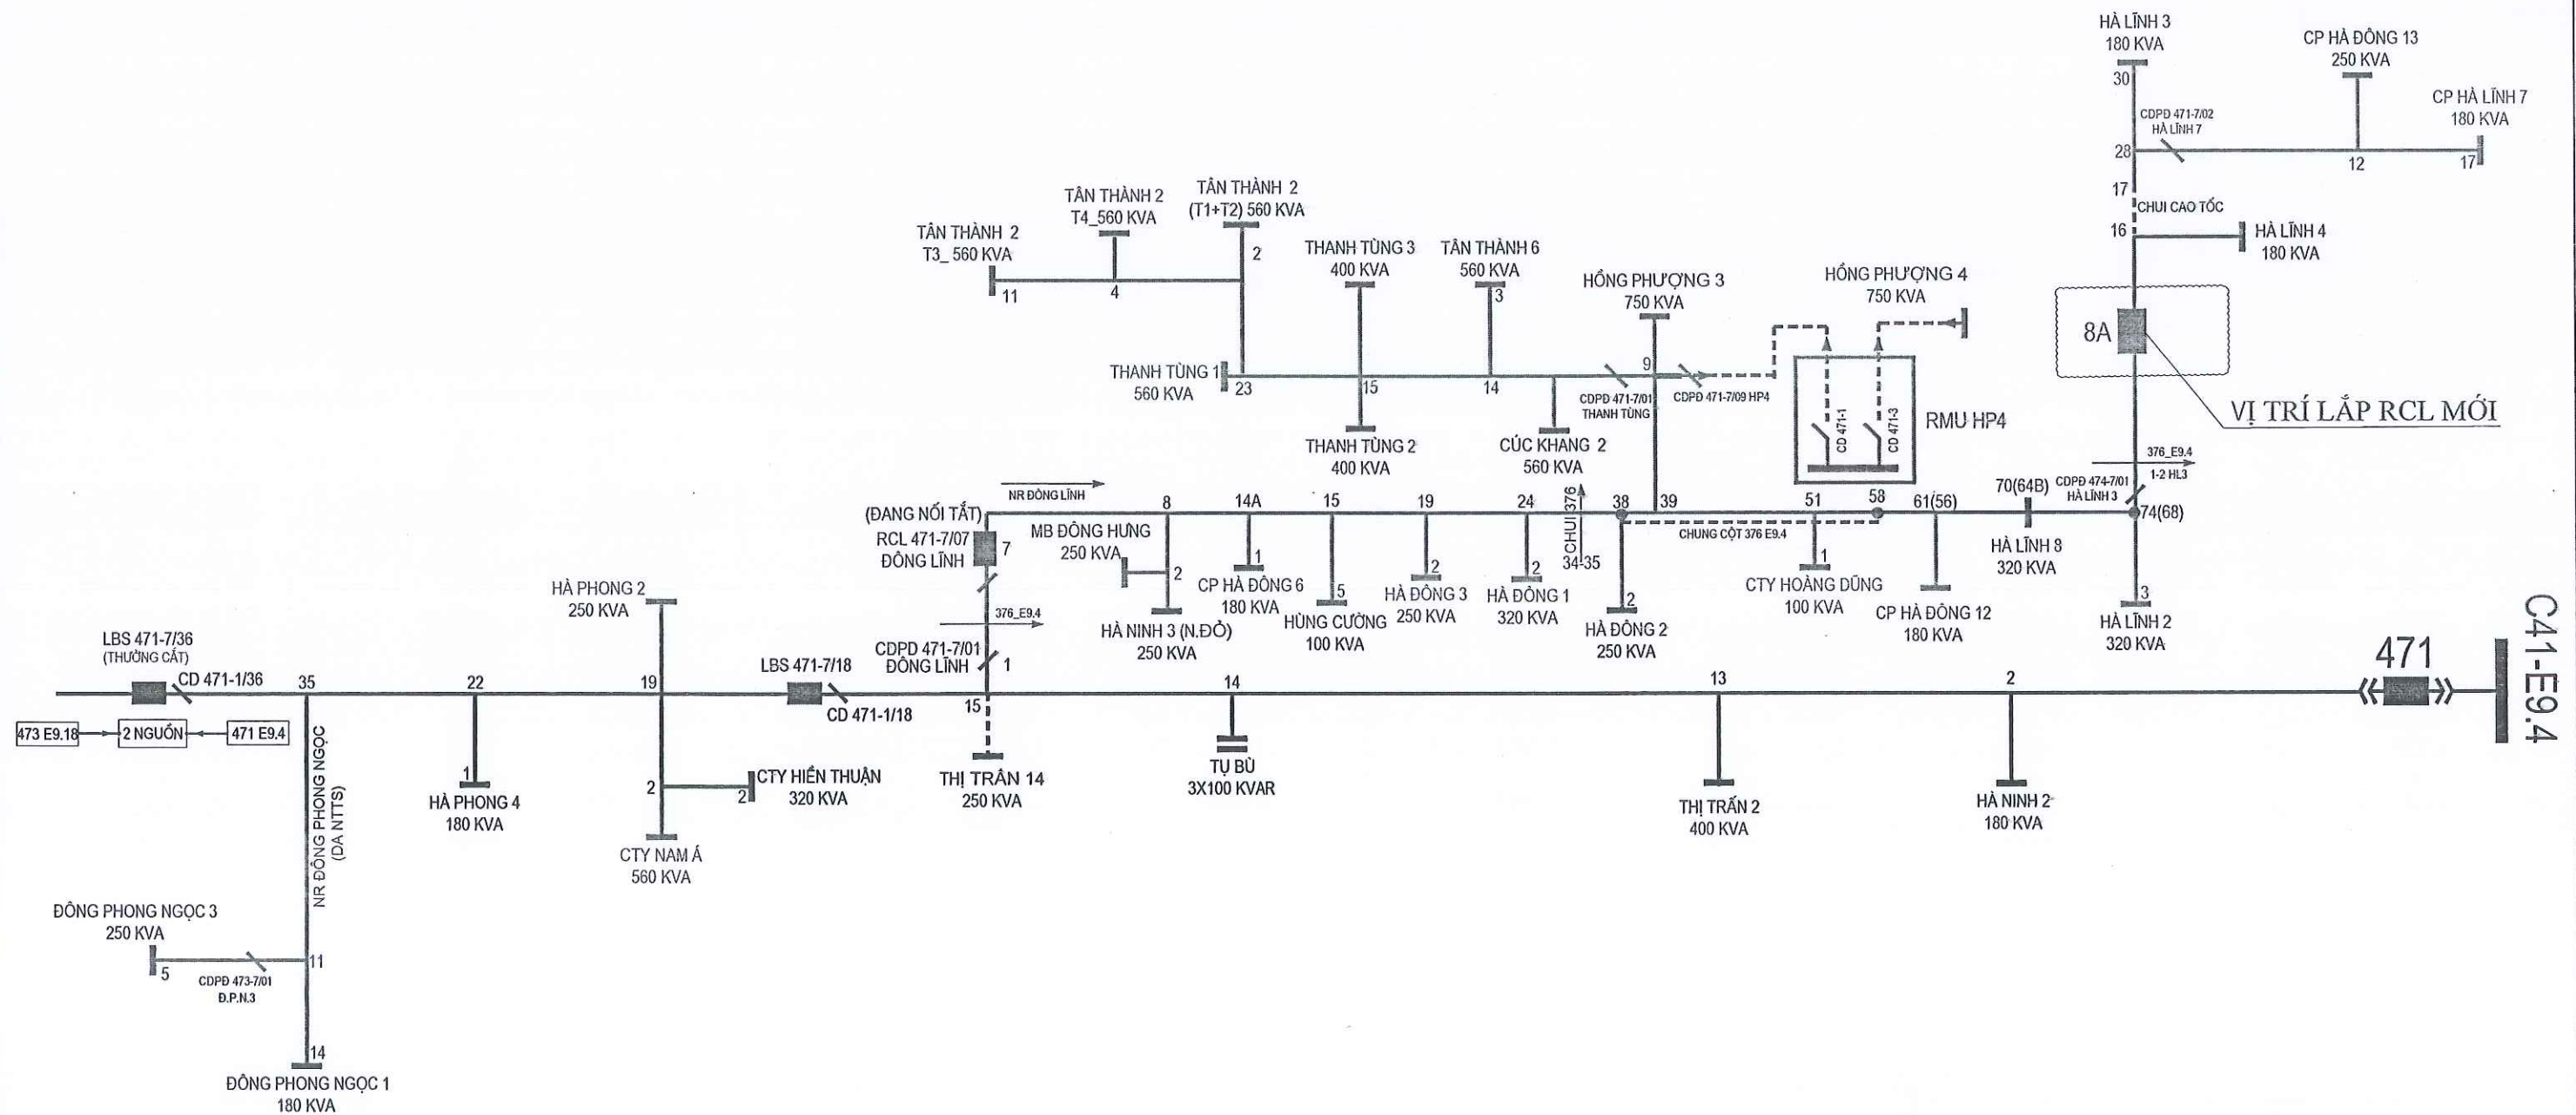 HÀ LĨNH 3
180 KVA
30
CP HÀ ĐÔNG 13
250 KVA
CP HÀ LĨNH 7
180 KVA
CDPĐ 471-7/02
HÀ LĨNH 7
28
12
17
17
CHUI CAO TỐC
16
HÀ LĨNH 4
180 KVA
TÂN THÀNH 2
T3_ 560 KVA
11
TÂN THÀNH 2
T4_560 KVA
4
TÂN THÀNH 2
(T1+T2) 560 KVA
2
THANH TÙNG 3
400 KVA
TÂN THÀNH 6
560 KVA
3
HỒNG PHƯỢNG 3
750 KVA
HỒNG PHƯỢNG 4
750 KVA
8A
VỊ TRÍ LẮP RCL MỚI
THANH TÙNG 1
560 KVA
23
15
14
9
CDPĐ 471-7/01
THANH TÙNG
CDPĐ 471-7/09 HP4
CD 471-1
CD 471-3
RMU HP4
THANH TÙNG 2
400 KVA
CÚC KHANG 2
560 KVA
376_E9.4
1-2 HL3
CDPĐ 474-7/01
HÀ LĨNH 3
NR ĐÔNG LĨNH
(ĐANG NỐI TẮT)
RCL 471-7/07
ĐÔNG LĨNH
7
8
14A
15
19
24
CHUI 376
34-35
38
39
51
58
61(56)
70(64B)
74(68)
CHUNG CỘT 376 E9.4
MB ĐÔNG HƯNG
250 KVA
2
HÀ NINH 3 (N.ĐỎ)
250 KVA
1
CP HÀ ĐÔNG 6
180 KVA
5
HÙNG CƯỜNG
100 KVA
2
HÀ ĐÔNG 3
250 KVA
2
HÀ ĐÔNG 1
320 KVA
2
HÀ ĐÔNG 2
250 KVA
1
CTY HOÀNG DŨNG
100 KVA
CP HÀ ĐÔNG 12
180 KVA
HÀ LĨNH 8
320 KVA
3
HÀ LĨNH 2
320 KVA
376_E9.4
CDPD 471-7/01
ĐÔNG LĨNH
1
HÀ PHONG 2
250 KVA
LBS 471-7/36
(THƯỜNG CẮT)
CD 471-1/36
35
22
19
LBS 471-7/18
CD 471-1/18
15
14
13
2
471
C41-E9.4
473 E9.18
2 NGUỒN
471 E9.4
NR ĐÔNG PHONG NGỌC
(DA NTTS)
1
HÀ PHONG 4
180 KVA
2
2
CTY HIỀN THUẬN
320 KVA
CTY NAM Á
560 KVA
THỊ TRẤN 14
250 KVA
TỤ BÙ
3X100 KVAR
THỊ TRẤN 2
400 KVA
HÀ NINH 2
180 KVA
ĐÔNG PHONG NGỌC 3
250 KVA
5
CDPĐ 473-7/01
Đ.P.N.3
11
14
ĐÔNG PHONG NGỌC 1
180 KVA